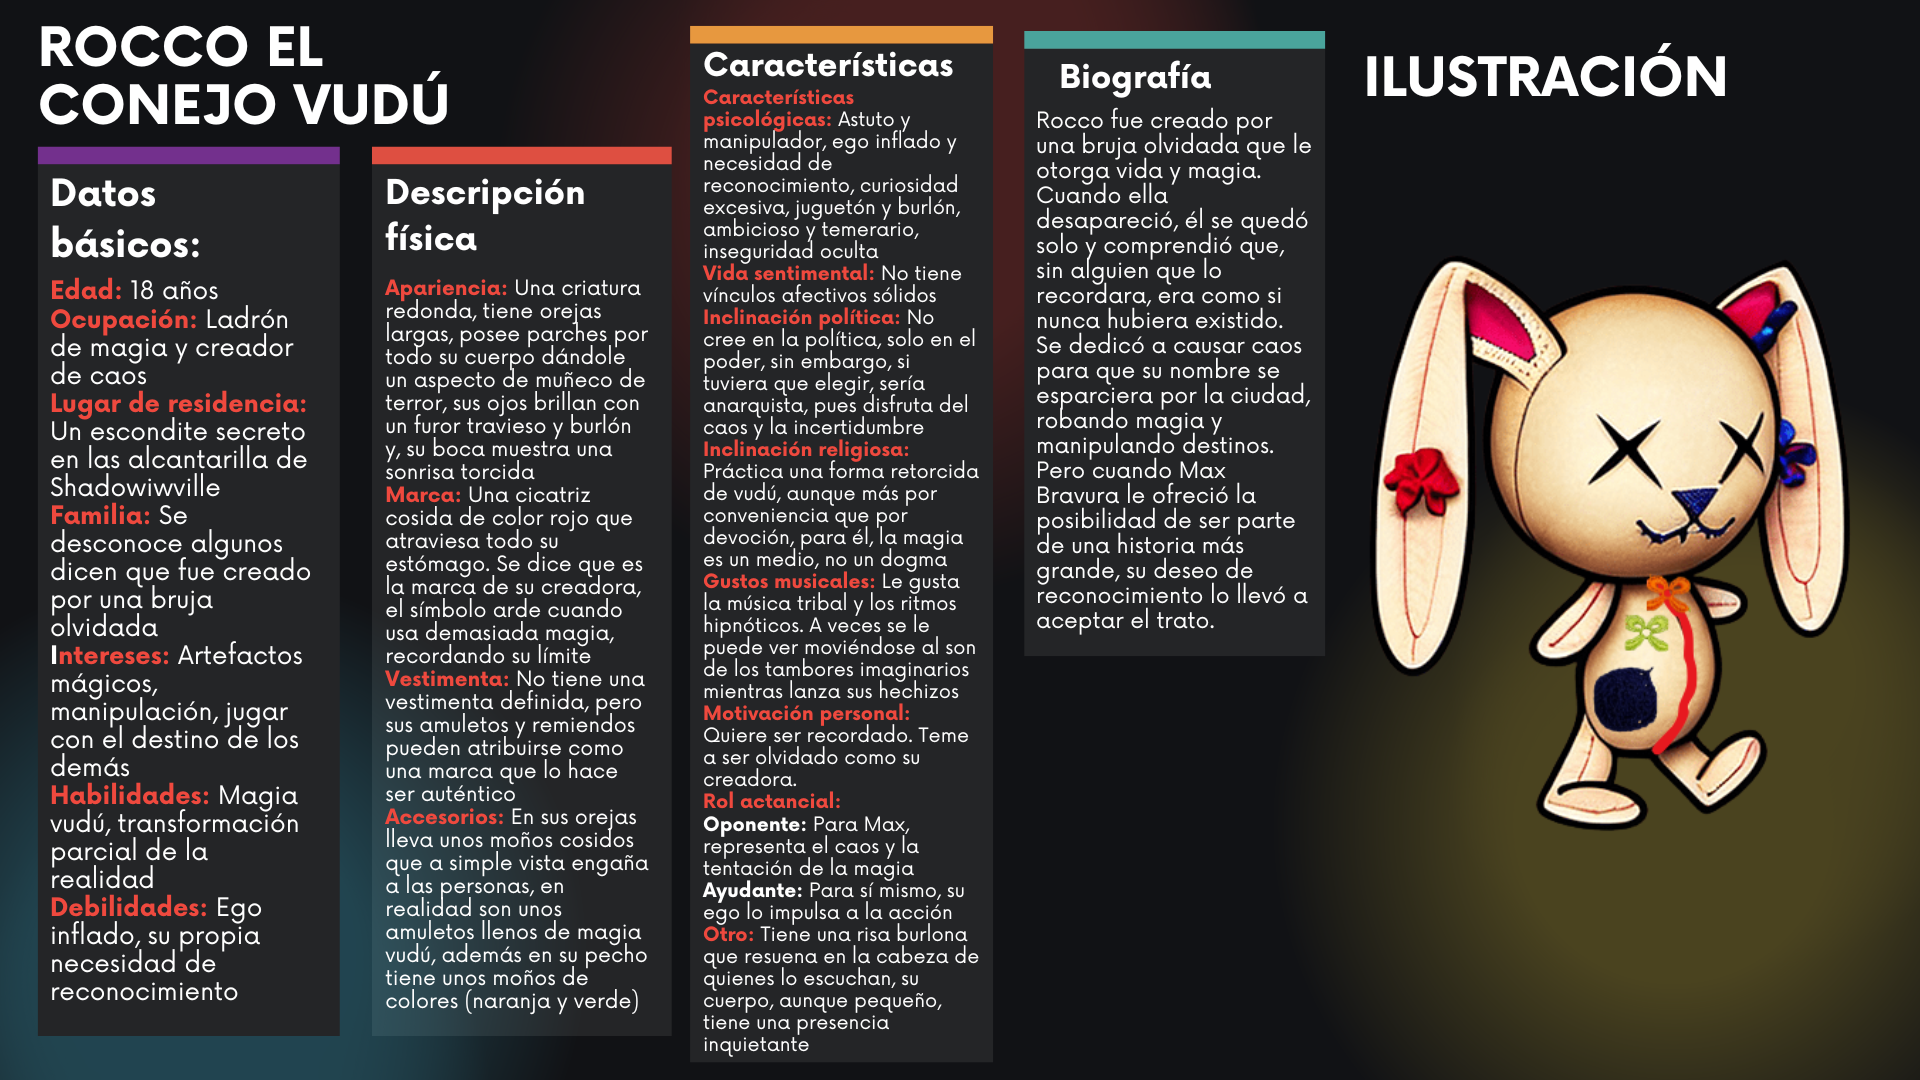 ROCCO EL
CONEJO VUDÚ
Datos
básicos:
Edad: 18 años
Ocupación: Ladrón
de magia y creador
de caos
Lugar de residencia:
Un escondite secreto
en las alcantarilla de
Shadowiwville
Familia: Se
desconoce algunos
dicen que fue creado
por una bruja
olvidada
Intereses: Artefactos
mágicos,
manipulación, jugar
con el destino de los
demás
Habilidades: Magia
vudú, transformación
parcial de la
realidad
Debilidades: Ego
inflado, su propia
necesidad de
reconocimiento
Descripción
física
Apariencia: Una criatura
redonda, tiene orejas
largas, posee parches por
todo su cuerpo dándole
un aspecto de muñeco de
terror, sus ojos brillan con
un furor travieso y burlón
y, su boca muestra una
sonrisa torcida
Marca: Una cicatriz
cosida de color rojo que
atraviesa todo su
estómago. Se dice que es
la marca de su creadora,
el símbolo arde cuando
usa demasiada magia,
recordando su límite
Vestimenta: No tiene una
vestimenta definida, pero
sus amuletos y remiendos
pueden atribuirse como
una marca que lo hace
ser auténtico
Accesorios: En sus orejas
lleva unos moños cosidos
que a simple vista engaña
a las personas, en
realidad son unos
amuletos llenos de magia
vudú, además en su pecho
tiene unos moños de
colores (naranja y verde)
Características
Características
psicológicas: Astuto y
manipulador, ego inflado y
necesidad de
reconocimiento, curiosidad
excesiva, juguetón y burlón,
ambicioso y temerario,
inseguridad oculta
Vida sentimental: No tiene
vínculos afectivos sólidos
Inclinación política: No
cree en la política, solo en el
poder, sin embargo, si
tuviera que elegir, sería
anarquista, pues disfruta del
caos y la incertidumbre
Inclinación religiosa:
Práctica una forma retorcida
de vudú, aunque más por
conveniencia que por
devoción, para él, la magia
es un medio, no un dogma
Gustos musicales: Le gusta
la música tribal y los ritmos
hipnóticos. A veces se le
puede ver moviéndose al son
de los tambores imaginarios
mientras lanza sus hechizos
Motivación personal:
Quiere ser recordado. Teme
a ser olvidado como su
creadora.
Rol actancial:
Oponente: Para Max,
representa el caos y la
tentación de la magia
Ayudante: Para sí mismo, su
ego lo impulsa a la acción
Otro: Tiene una risa burlona
que resuena en la cabeza de
quienes lo escuchan, su
cuerpo, aunque pequeño,
tiene una presencia
inquietante
Biografía
Rocco fue creado por
una bruja olvidada que le
otorga vida y magia.
Cuando ella
desapareció, él se quedó
solo y comprendió que,
sin alguien que lo
recordara, era como si
nunca hubiera existido.
Se dedicó a causar caos
para que su nombre se
esparciera por la ciudad,
robando magia y
manipulando destinos.
Pero cuando Max
Bravura le ofreció la
posibilidad de ser parte
de una historia más
grande, su deseo de
reconocimiento lo llevó a
aceptar el trato.
ILUSTRACIÓN